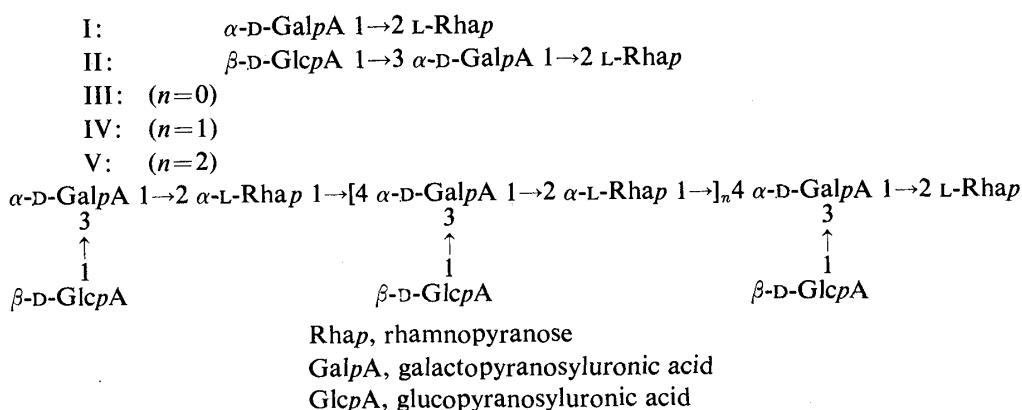 I: α-D-GalpA 1→2 L-Rhap
II: β-D-GlcpA 1→3 α-D-GalpA 1→2 L-Rhap
III: (n=0)
IV: (n=1)
V: (n=2)
α-D-GalpA 1→2 α-L-Rhap 1→[4 α-D-GalpA 1→2 α-L-Rhap 1→]n4 α-D-GalpA 1→2 L-Rhap
3 3 3
↑ ↑ ↑
1 1 1
β-D-GlcpA β-D-GlcpA β-D-GlcpA
Rhap, rhamnopyranose
GalpA, galactopyranosyluronic acid
GlcpA, glucopyranosyluronic acid